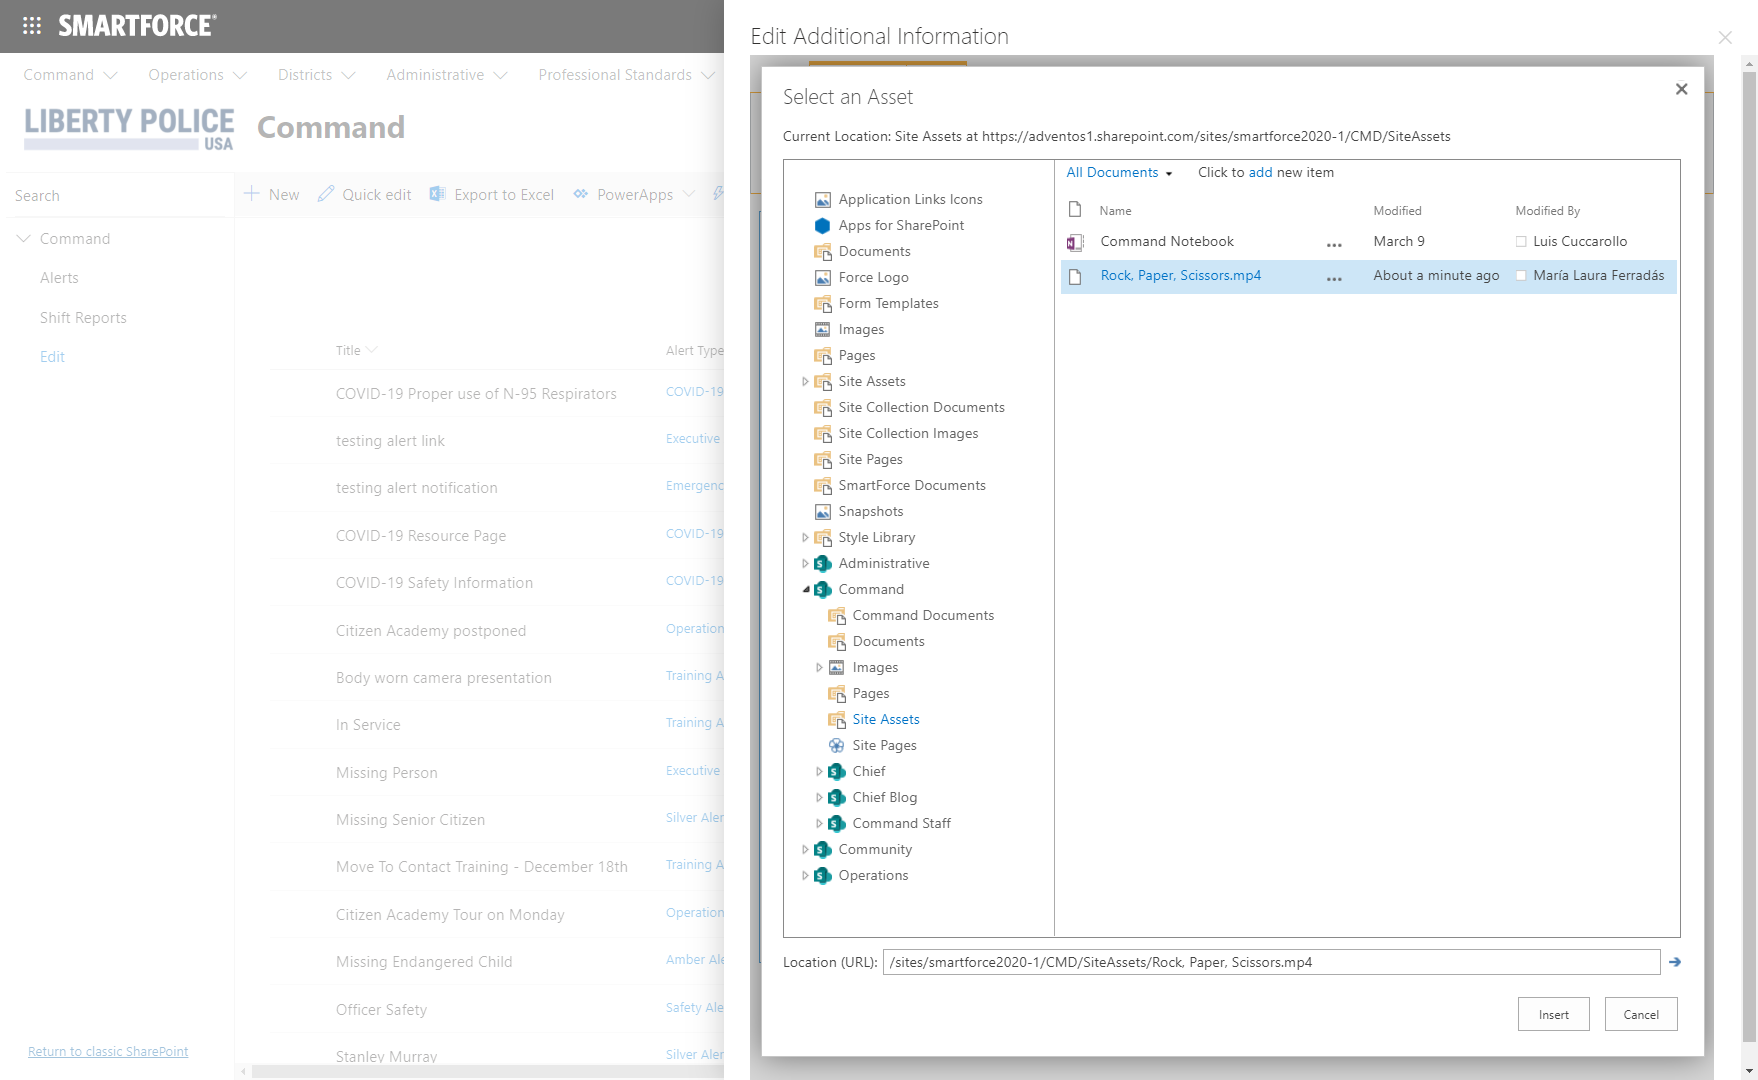 SMARTFORCE®
Command
Operations
Districts
Administrative
Professional Standards
LIBERTY POLICE
USA
Command
Search
New
Quick edit
Export to Excel
PowerApps
Command
Alerts
Shift Reports
Edit
Title
Alert Type
COVID-19 Proper use of N-95 Respirators
COVID-19
testing alert link
Executive
testing alert notification
Emergenc
COVID-19 Resource Page
COVID-19
COVID-19 Safety Information
COVID-19
Citizen Academy postponed
Operation
Body worn camera presentation
Training A
In Service
Training A
Missing Person
Executive
Missing Senior Citizen
Silver Aler
Move To Contact Training - December 18th
Training A
Citizen Academy Tour on Monday
Operation
Missing Endangered Child
Amber Ale
Officer Safety
Safety Ale
Stanley Murray
Silver Aler
Return to classic SharePoint
Edit Additional Information
Select an Asset
Current Location: Site Assets at https://adventos1.sharepoint.com/sites/smartforce2020-1/CMD/SiteAssets
Application Links Icons
Apps for SharePoint
Documents
Force Logo
Form Templates
Images
Pages
Site Assets
Site Collection Documents
Site Collection Images
Site Pages
SmartForce Documents
Snapshots
Style Library
Administrative
Command
Command Documents
Documents
Images
Pages
Site Assets
Site Pages
Chief
Chief Blog
Command Staff
Community
Operations
All Documents
Click to add new item
Name
Modified
Modified By
Command Notebook
...
March 9
Luis Cuccarollo
Rock, Paper, Scissors.mp4
...
About a minute ago
María Laura Ferradás
Location (URL):
/sites/smartforce2020-1/CMD/SiteAssets/Rock, Paper, Scissors.mp4
Insert
Cancel